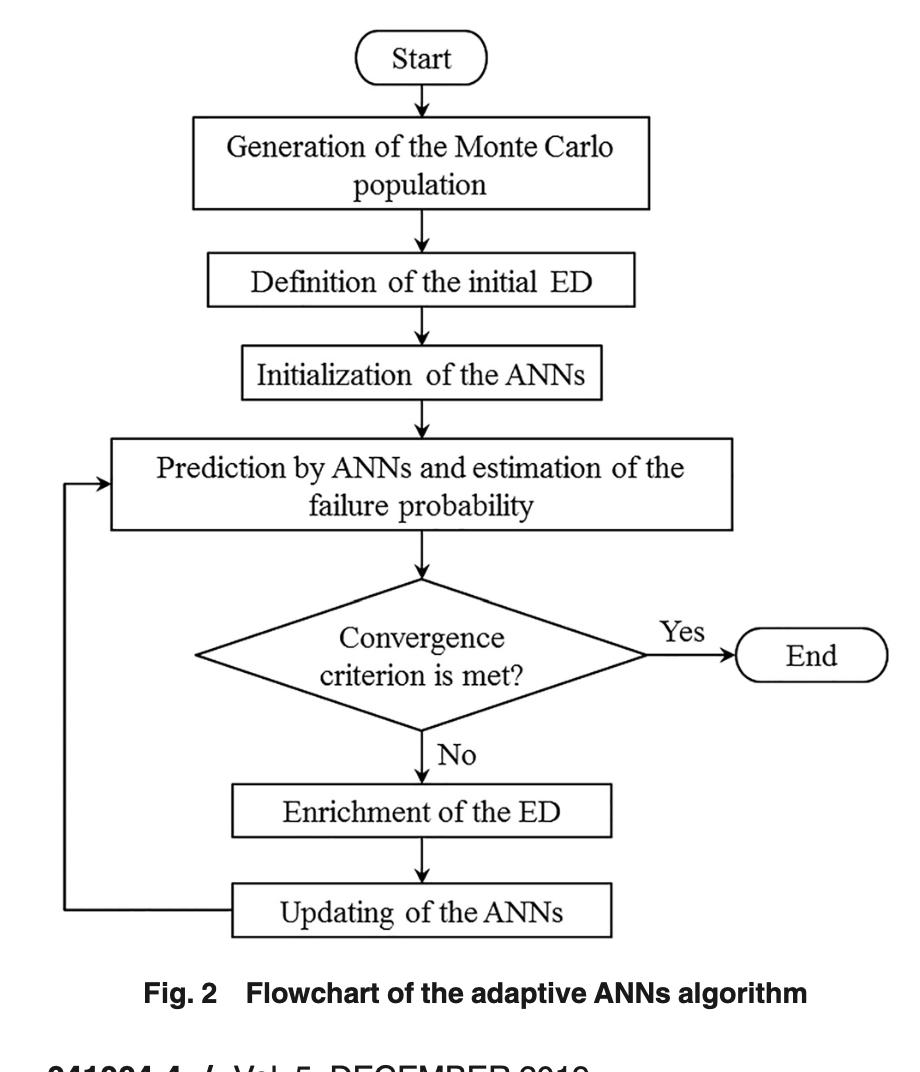 Start
Generation of the Monte Carlo
population
Definition of the initial ED
Initialization of the ANNs
Prediction by ANNs and estimation of the
failure probability
Convergence
criterion is met?
Yes
End
No
Enrichment of the ED
Updating of the ANNs
Fig. 2 Flowchart of the adaptive ANNs algorithm
/ Vol. 5, DECEMBER 2019